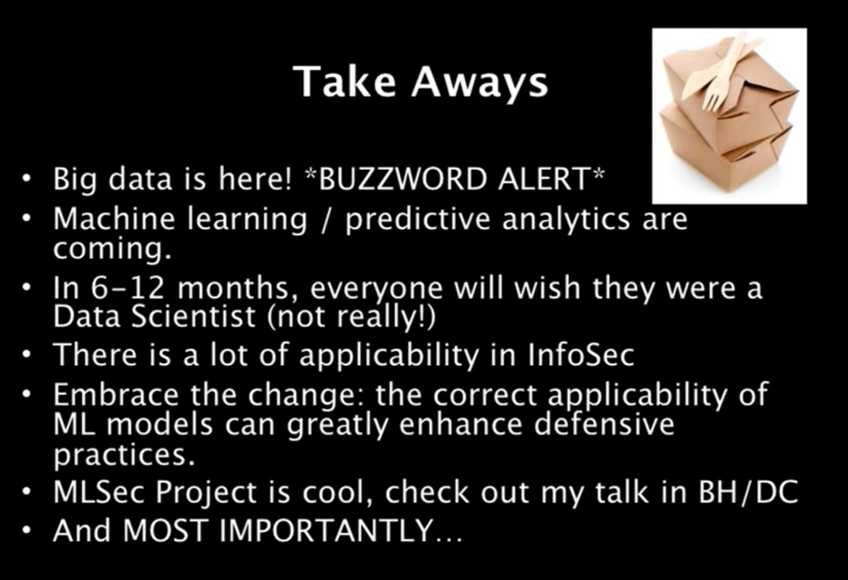 Take Aways
• Big data is here! *BUZZWORD ALERT*
• Machine learning / predictive analytics are
coming.
• In 6-12 months, everyone will wish they were a
Data Scientist (not really!)
• There is a lot of applicability in InfoSec
• Embrace the change: the correct applicability of
ML models can greatly enhance defensive
practices.
• MLSec Project is cool, check out my talk in BH/DC
• And MOST IMPORTANTLY…